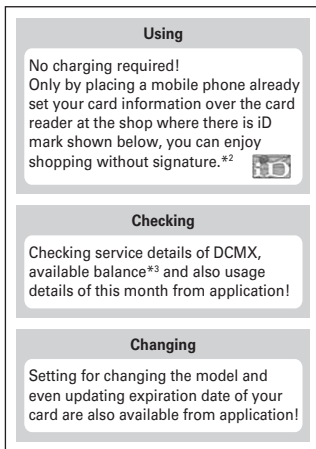 Using
No charging required!
Only by placing a mobile phone already
set your card information over the card
reader at the shop where there is iD
mark shown below, you can enjoy
shopping without signature.*2
iD
Checking
Checking service details of DCMX,
available balance*3 and also usage
details of this month from application!
Changing
Setting for changing the model and
even updating expiration date of your
card are also available from application!